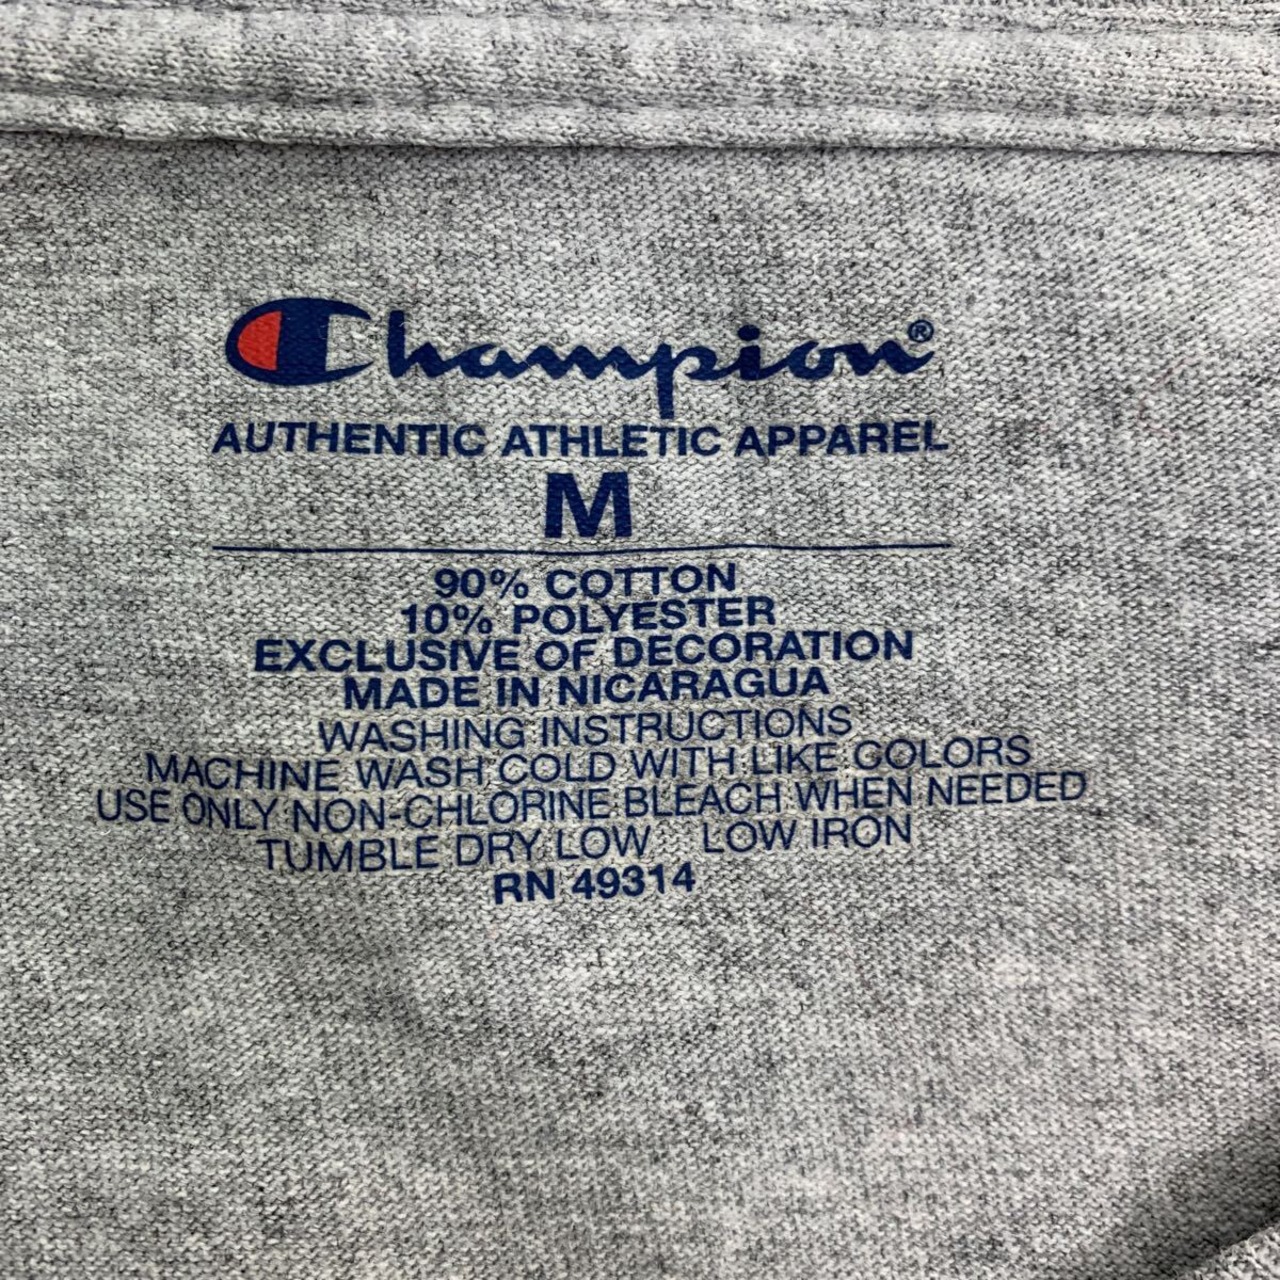 Champion®
AUTHENTIC ATHLETIC APPAREL
M
90% COTTON
10% POLYESTER
EXCLUSIVE OF DECORATION
MADE IN NICARAGUA
WASHING INSTRUCTIONS
MACHINE WASH COLD WITH LIKE COLORS
USE ONLY NON-CHLORINE BLEACH WHEN NEEDED
TUMBLE DRY LOW LOW IRON
RN 49314